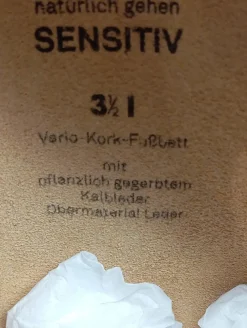 natürlich gehen
SENSITIV
3½ I
Vario-Kork-Fußbett
mit
pflanzlich gegerbtem
Kalbleder
Obermaterial Leder